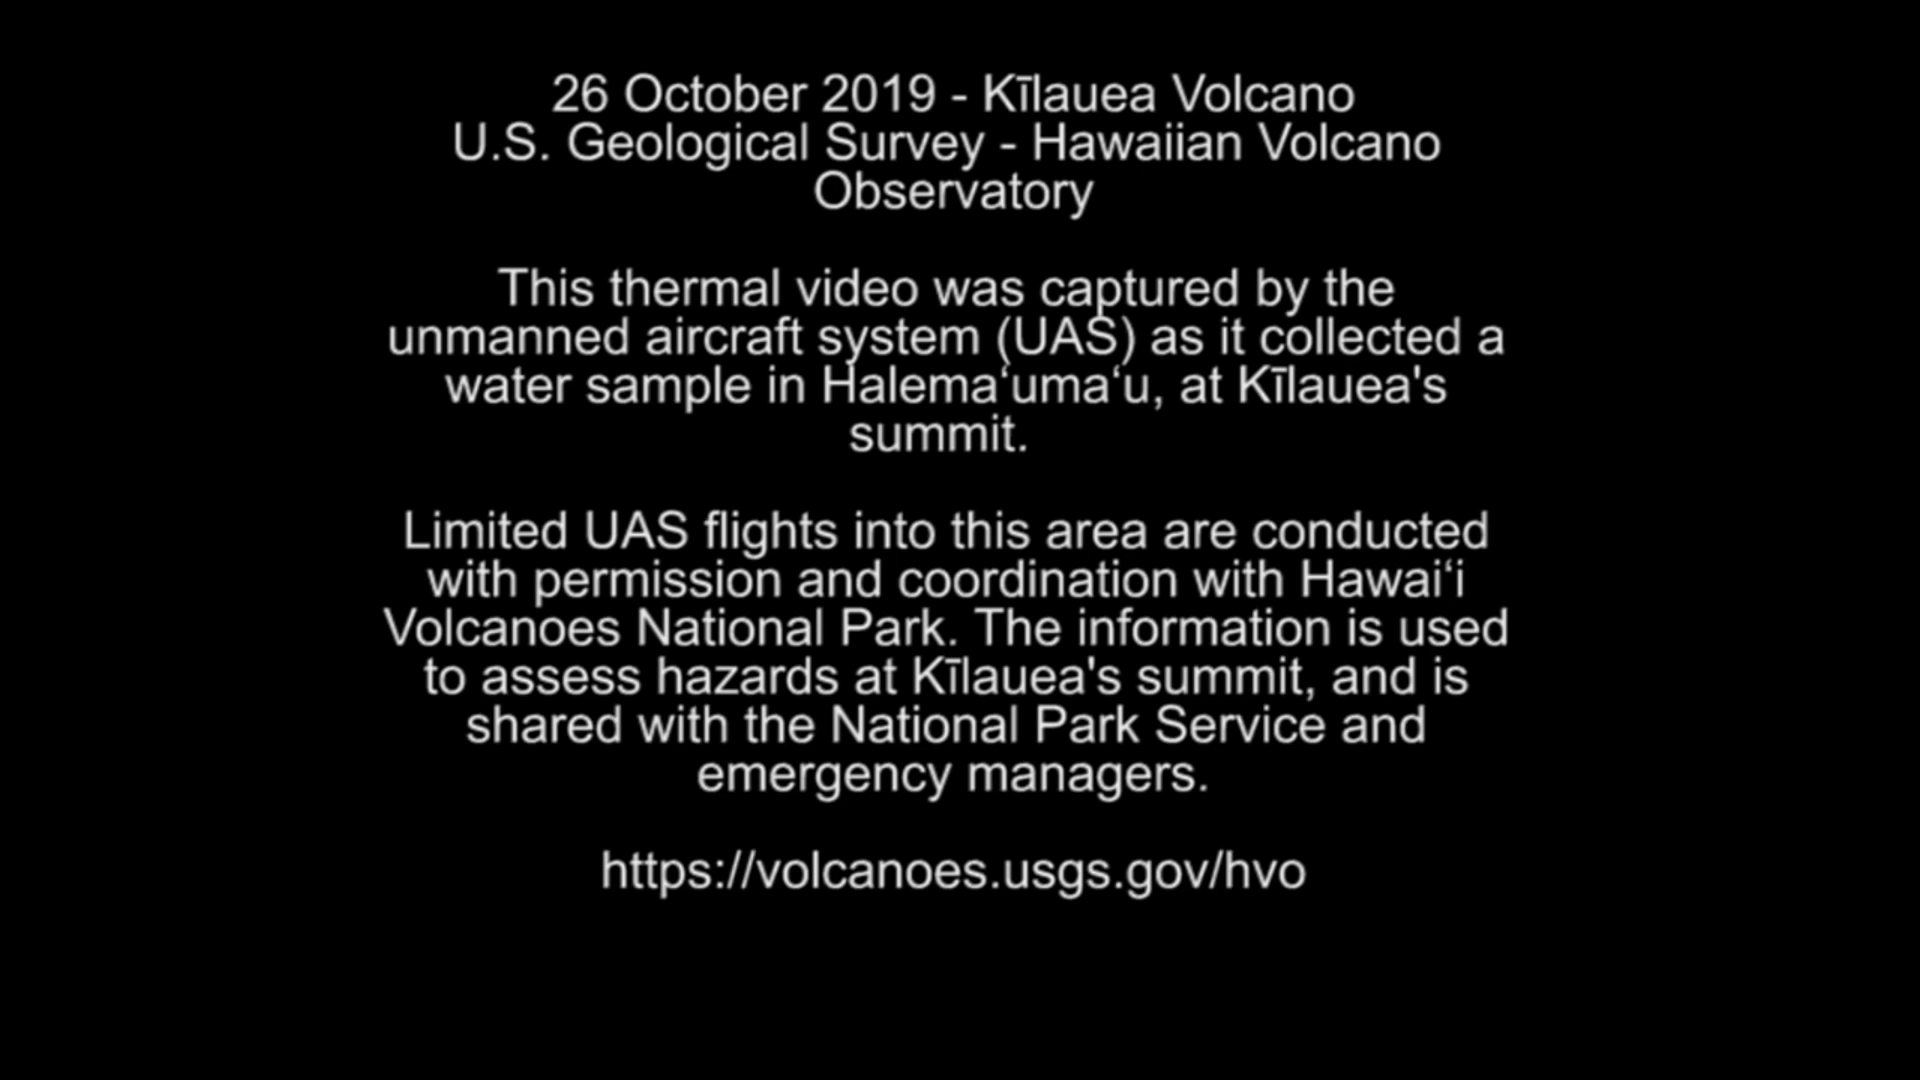 26 October 2019 - Kīlauea Volcano
U.S. Geological Survey - Hawaiian Volcano
Observatory
This thermal video was captured by the
unmanned aircraft system (UAS) as it collected a
water sample in Halemaʻumaʻu, at Kīlauea's
summit.
Limited UAS flights into this area are conducted
with permission and coordination with Hawaiʻi
Volcanoes National Park. The information is used
to assess hazards at Kīlauea's summit, and is
shared with the National Park Service and
emergency managers.
https://volcanoes.usgs.gov/hvo